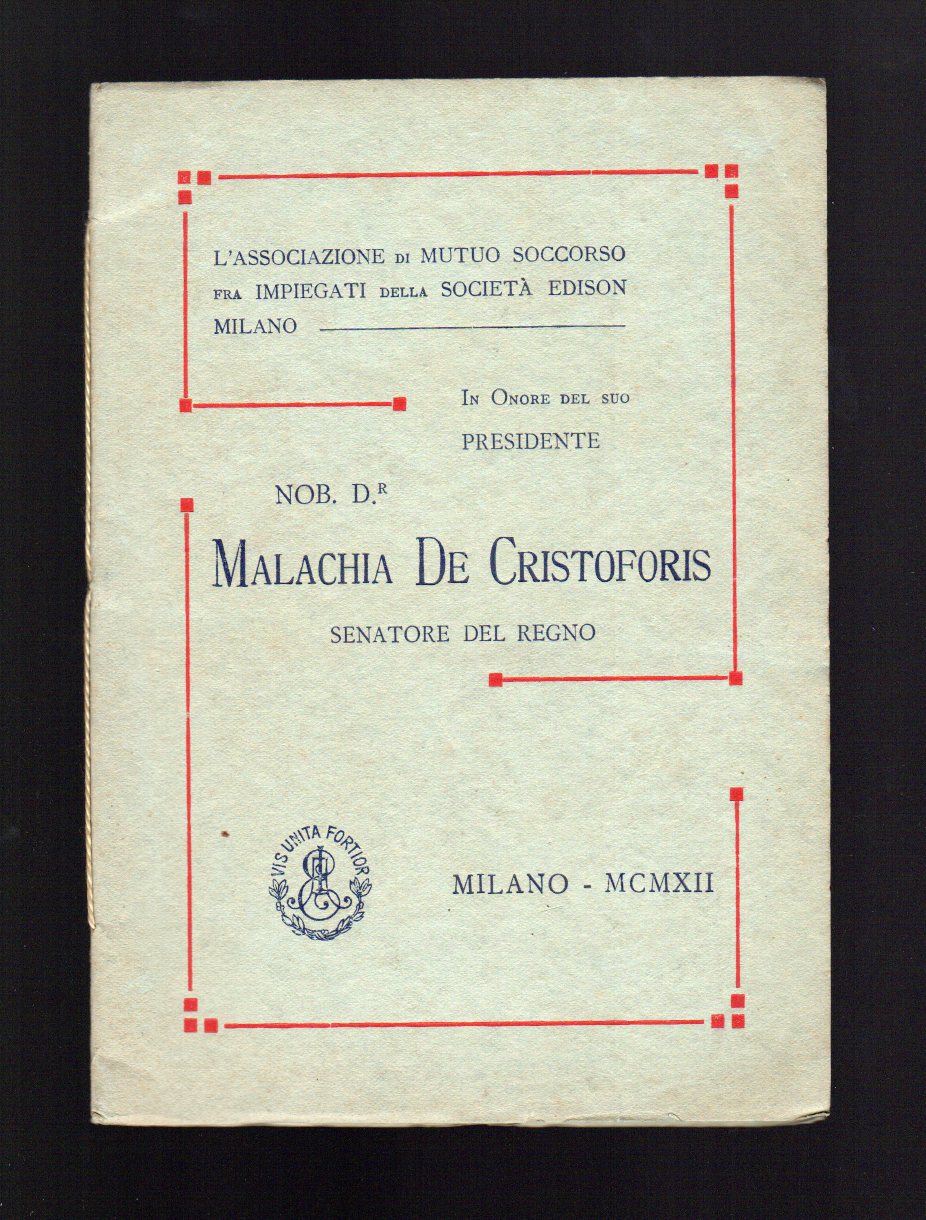 L'ASSOCIAZIONE DI MUTUO SOCCORSO
FRA IMPIEGATI DELLA SOCIETÀ EDISON
MILANO
IN ONORE DEL SUO
PRESIDENTE
NOB. D.R
MALACHIA DE CRISTOFORIS
SENATORE DEL REGNO
VIS UNITA FORTIOR
MILANO - MCMXII